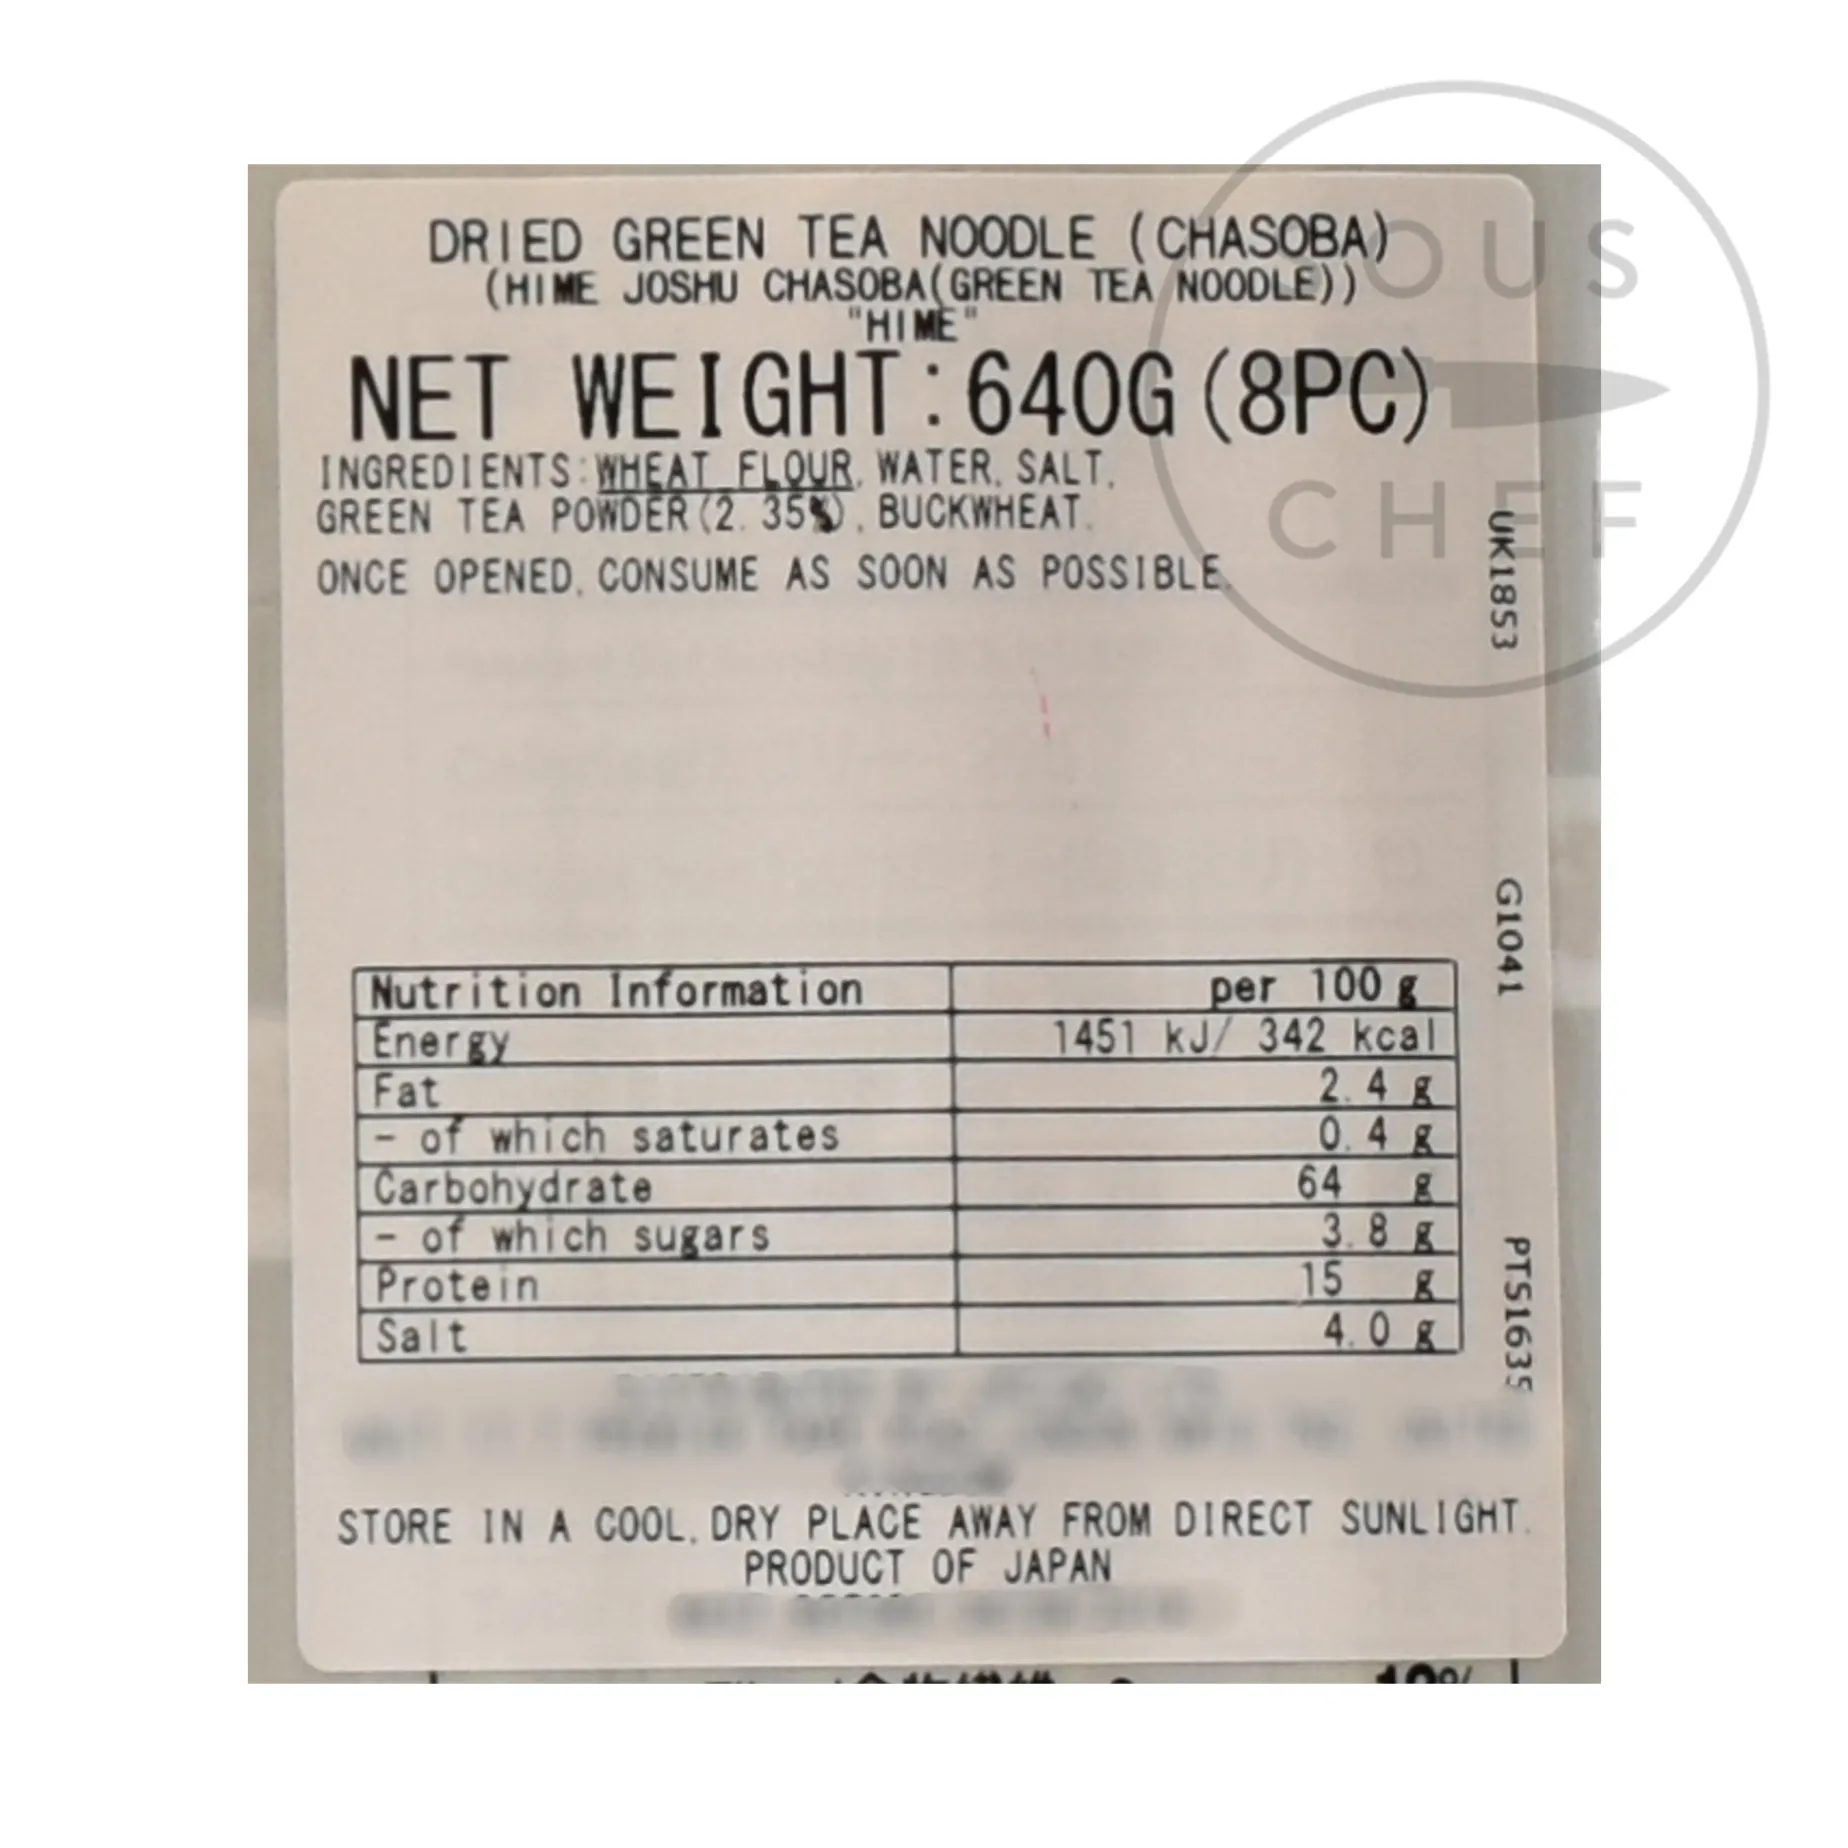 SOUS
CHEF
DRIED GREEN TEA NOODLE (CHASOBA)
(HIME JOSHU CHASOBA(GREEN TEA NOODLE))
"HIME"
NET WEIGHT:640G(8PC)
INGREDIENTS:WHEAT FLOUR, WATER, SALT,
GREEN TEA POWDER(2.35%), BUCKWHEAT.
ONCE OPENED, CONSUME AS SOON AS POSSIBLE.
UK1853
G1041
PTS1635
Nutrition Information per 100 g
Energy 1451 kJ/ 342 kcal
Fat 2.4 g
- of which saturates 0.4 g
Carbohydrate 64 g
- of which sugars 3.8 g
Protein 15 g
Salt 4.0 g
STORE IN A COOL, DRY PLACE AWAY FROM DIRECT SUNLIGHT.
PRODUCT OF JAPAN